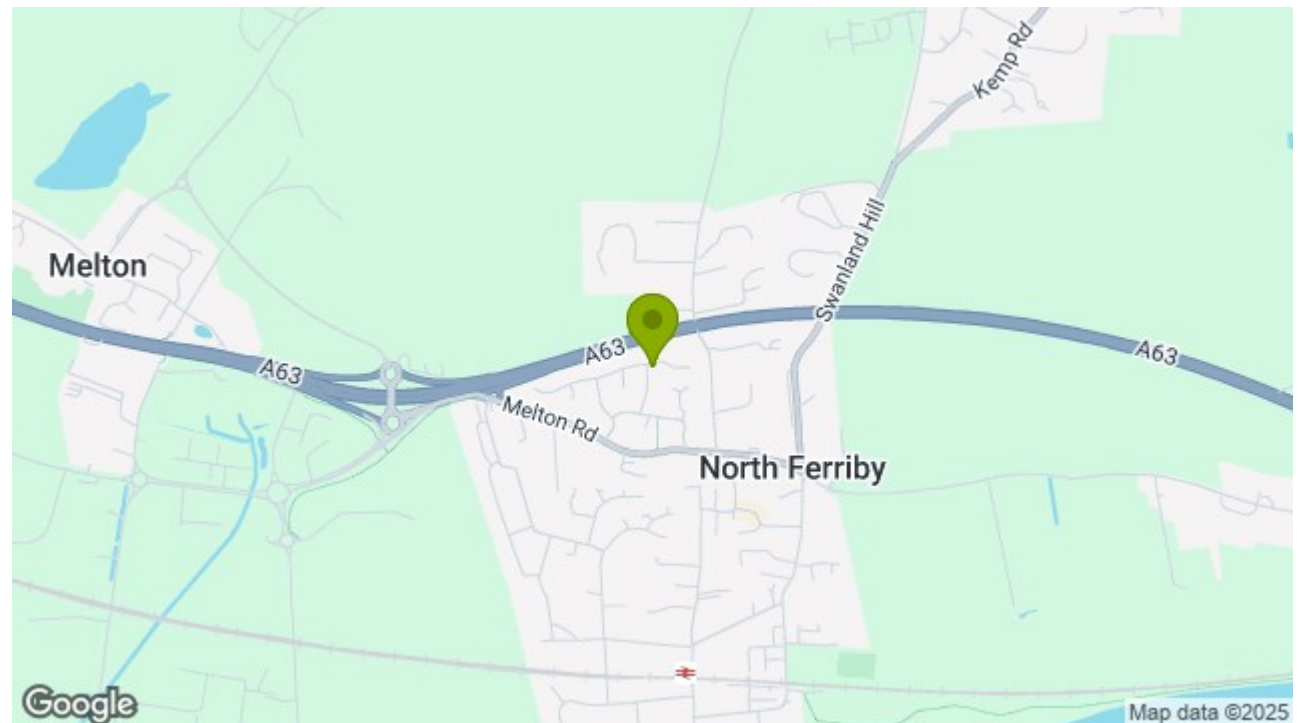 Kemp Rd
Swanland Hill
Melton
A63
A63
A63
Melton Rd
North Ferriby
Google
Map data ©2025